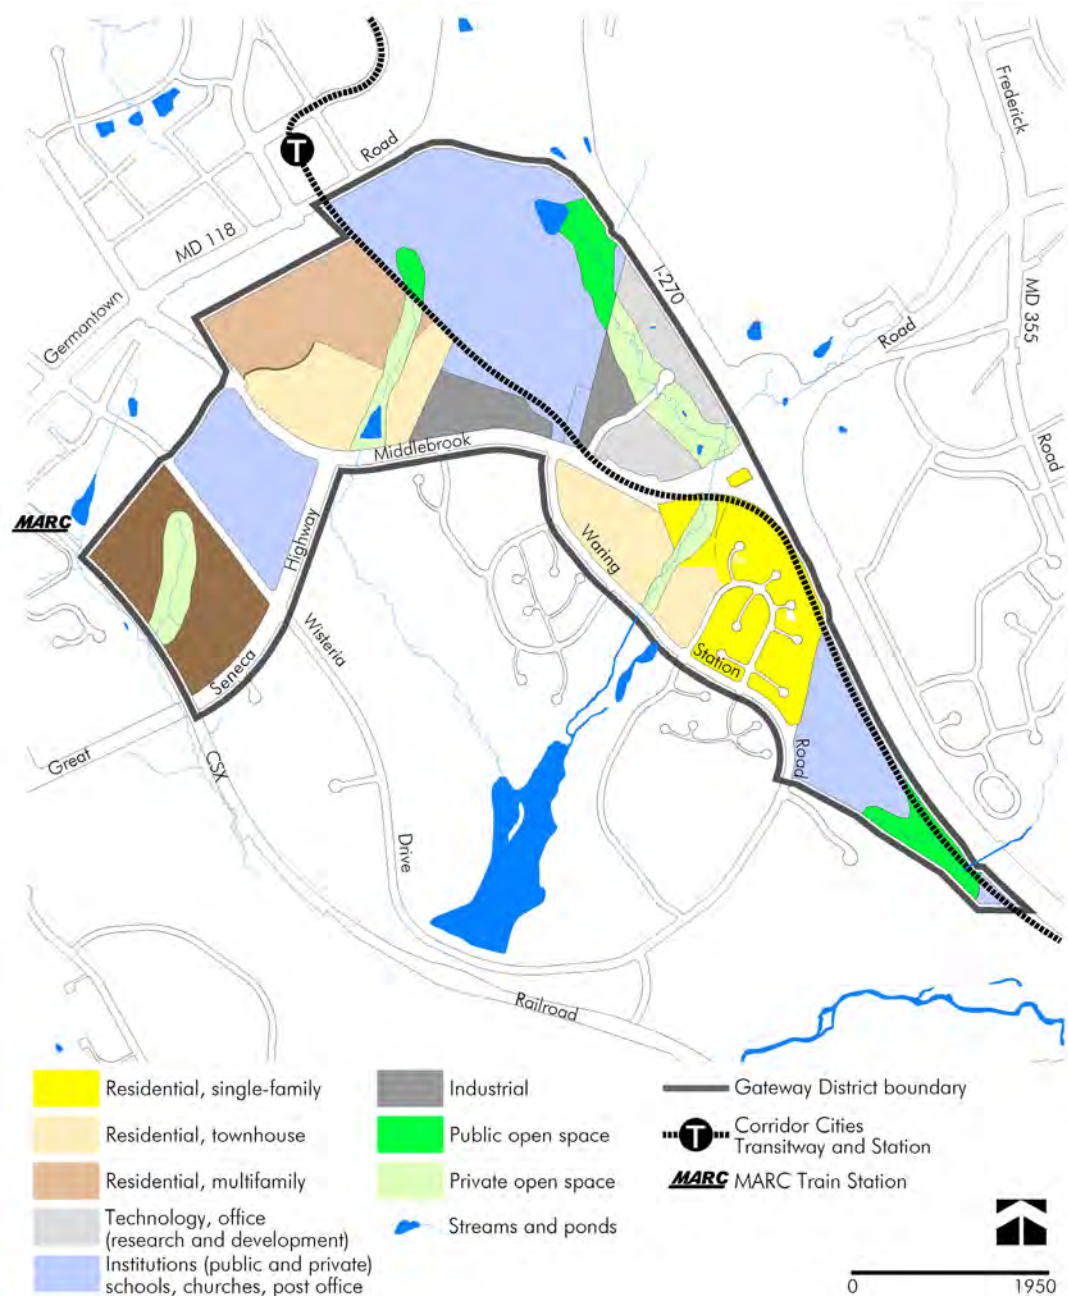 Frederick
Road
T
MD 118
I-270
MD 355
Germantown
Road
Road
Middlebrook
MARC
Highway
Waring
Wisteria
Station
Seneca
Great
CSX
Road
Drive
Railroad
Residential, single-family
Residential, townhouse
Residential, multifamily
Technology, office
(research and development)
Institutions (public and private)
schools, churches, post office
Industrial
Public open space
Private open space
Streams and ponds
Gateway District boundary
T
Corridor Cities
Transitway and Station
MARC
MARC Train Station
0
1950